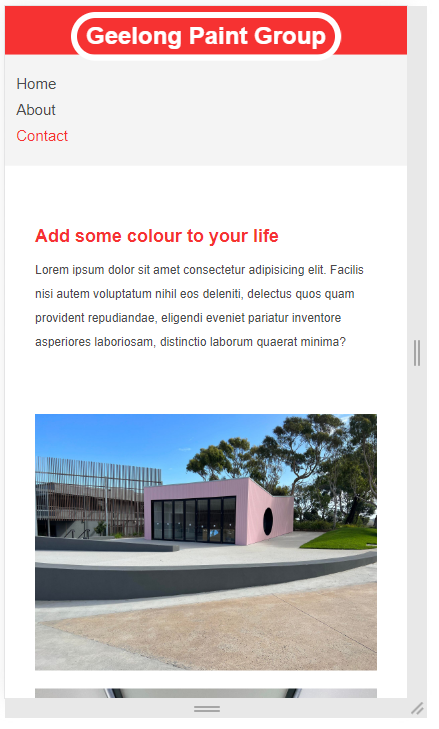 Geelong Paint Group
Home
About
Contact
Add some colour to your life
Lorem ipsum dolor sit amet consectetur adipisicing elit. Facilis
nisi autem voluptatum nihil eos deleniti, delectus quos quam
provident repudiandae, eligendi eveniet pariatur inventore
asperiores laboriosam, distinctio laborum quaerat minima?